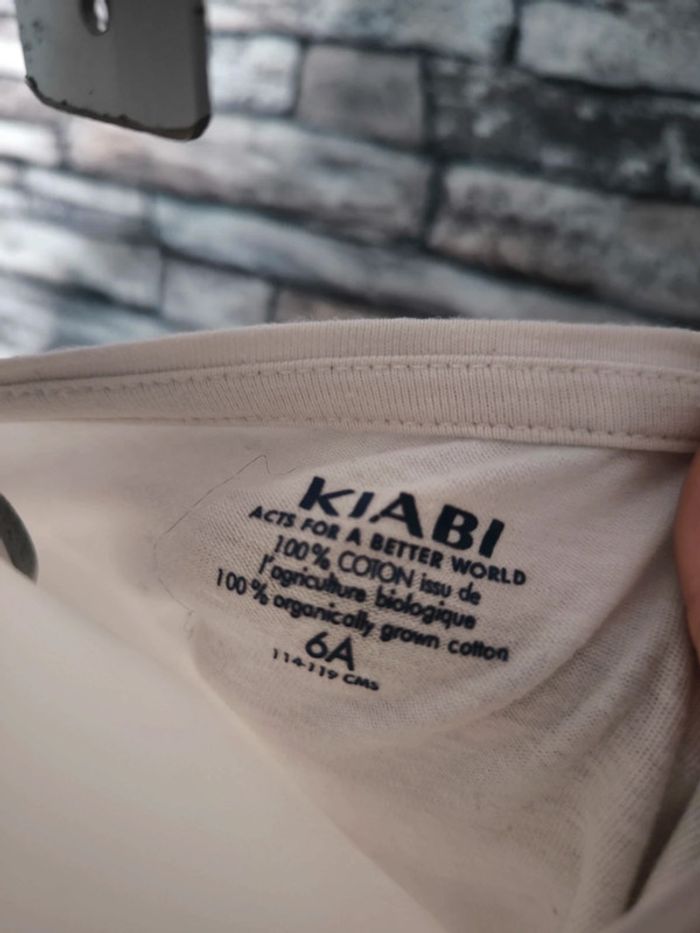 KIABI
ACTS FOR A BETTER WORLD
100% COTON issu de
l'agriculture biologique
100% organically grown cotton
6A
114-119 CMS